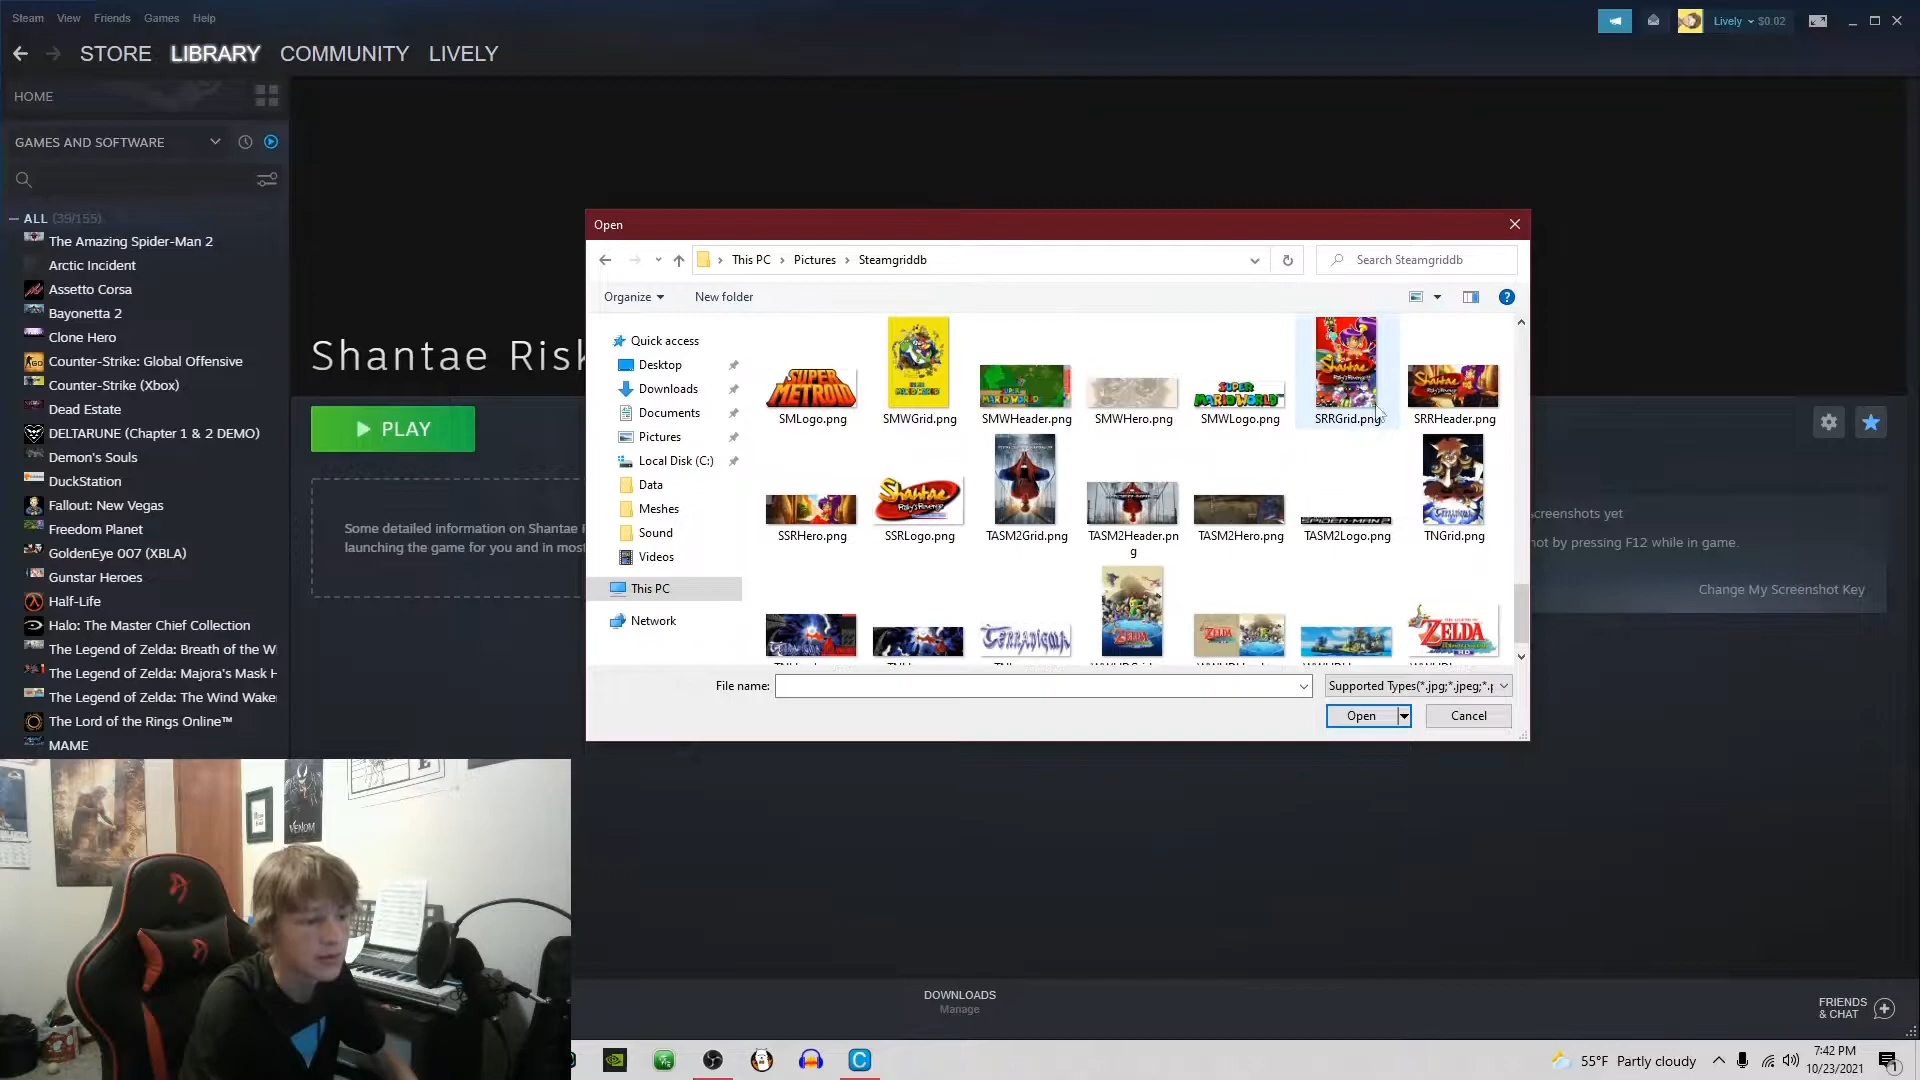 Steam View Friends Games Help
Lively $0.02
STORE LIBRARY COMMUNITY LIVELY
HOME
GAMES AND SOFTWARE
ALL (39/155)
The Amazing Spider-Man 2
Arctic Incident
Assetto Corsa
Bayonetta 2
Clone Hero
Counter-Strike: Global Offensive
Counter-Strike (Xbox)
Dead Estate
DELTARUNE (Chapter 1 & 2 DEMO)
Demon's Souls
DuckStation
Fallout: New Vegas
Freedom Planet
GoldenEye 007 (XBLA)
Gunstar Heroes
Half-Life
Halo: The Master Chief Collection
The Legend of Zelda: Breath of the Wi
The Legend of Zelda: Majora's Mask H
The Legend of Zelda: The Wind Waker
The Lord of the Rings Online™
MAME
Shantae Risk
PLAY
Some detailed information on Shantae
launching the game for you and in most
Open
This PC > Pictures > Steamgriddb
Search Steamgriddb
Organize New folder
Quick access
Desktop
Downloads
Documents
Pictures
Local Disk (C:)
Data
Meshes
Sound
Videos
This PC
Network
SMLogo.png SMWGrid.png SMWHeader.png SMWHero.png SMWLogo.png SRRGrid.png SRRHeader.png
SSRHero.png SSRLogo.png TASM2Grid.png TASM2Header.pn
g TASM2Hero.png TASM2Logo.png TNGrid.png
File name:
Supported Types(*.jpg;*.jpeg;*.p
Open Cancel
creenshots yet
not by pressing F12 while in game.
Change My Screenshot Key
VENOM
DOWNLOADS
Manage
FRIENDS
& CHAT
55°F Partly cloudy
7:42 PM
10/23/2021